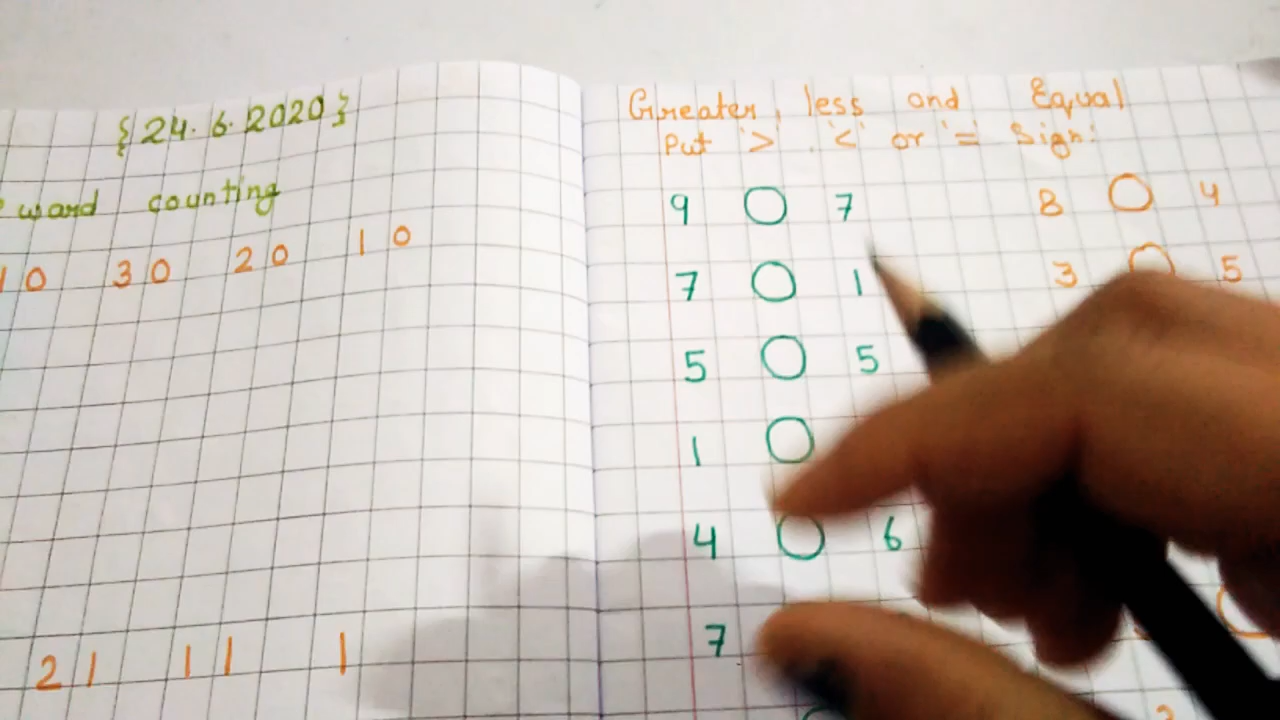 {24.6.2020}
ward counting
10 30 20 10
21 11 1
Greater, less and Equal
Put '>' '<' or '=' Sign:
9 ○ 7 8 ○ 4
7 ○ 1 3 ○ 5
5 ○ 5
1 ○
4 ○ 6
7